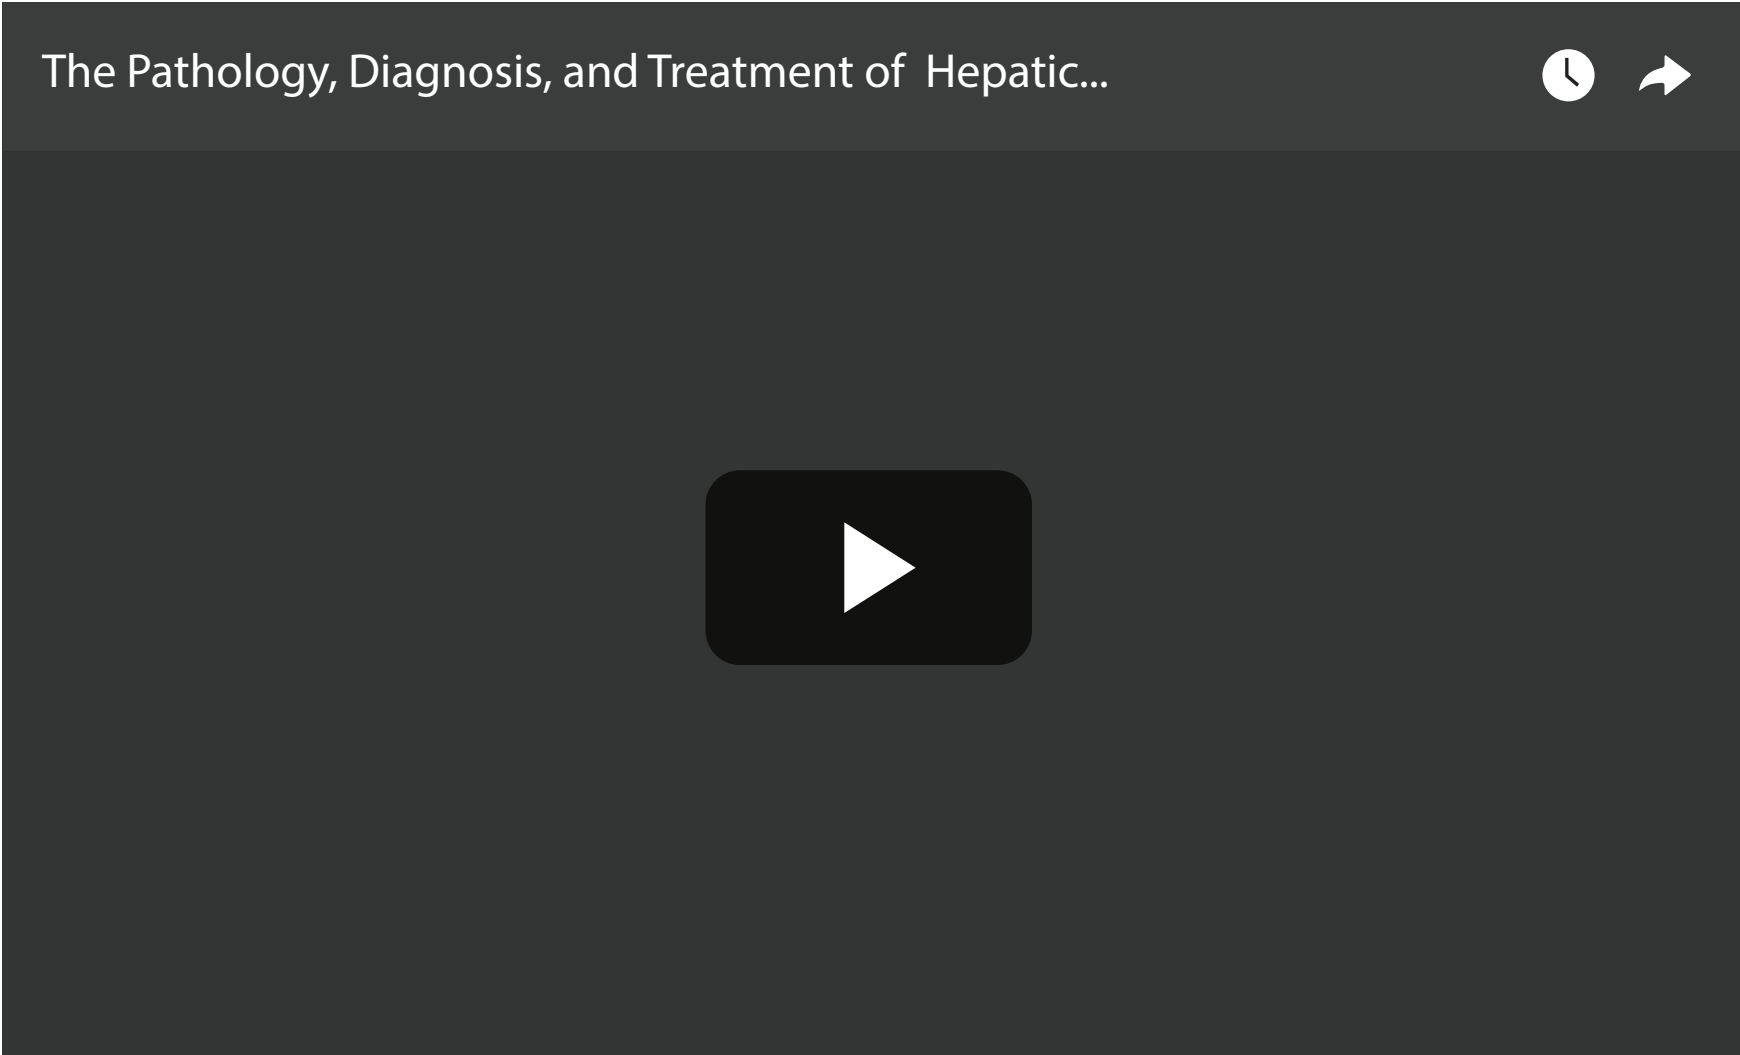 The Pathology, Diagnosis, and Treatment of  Hepatic...